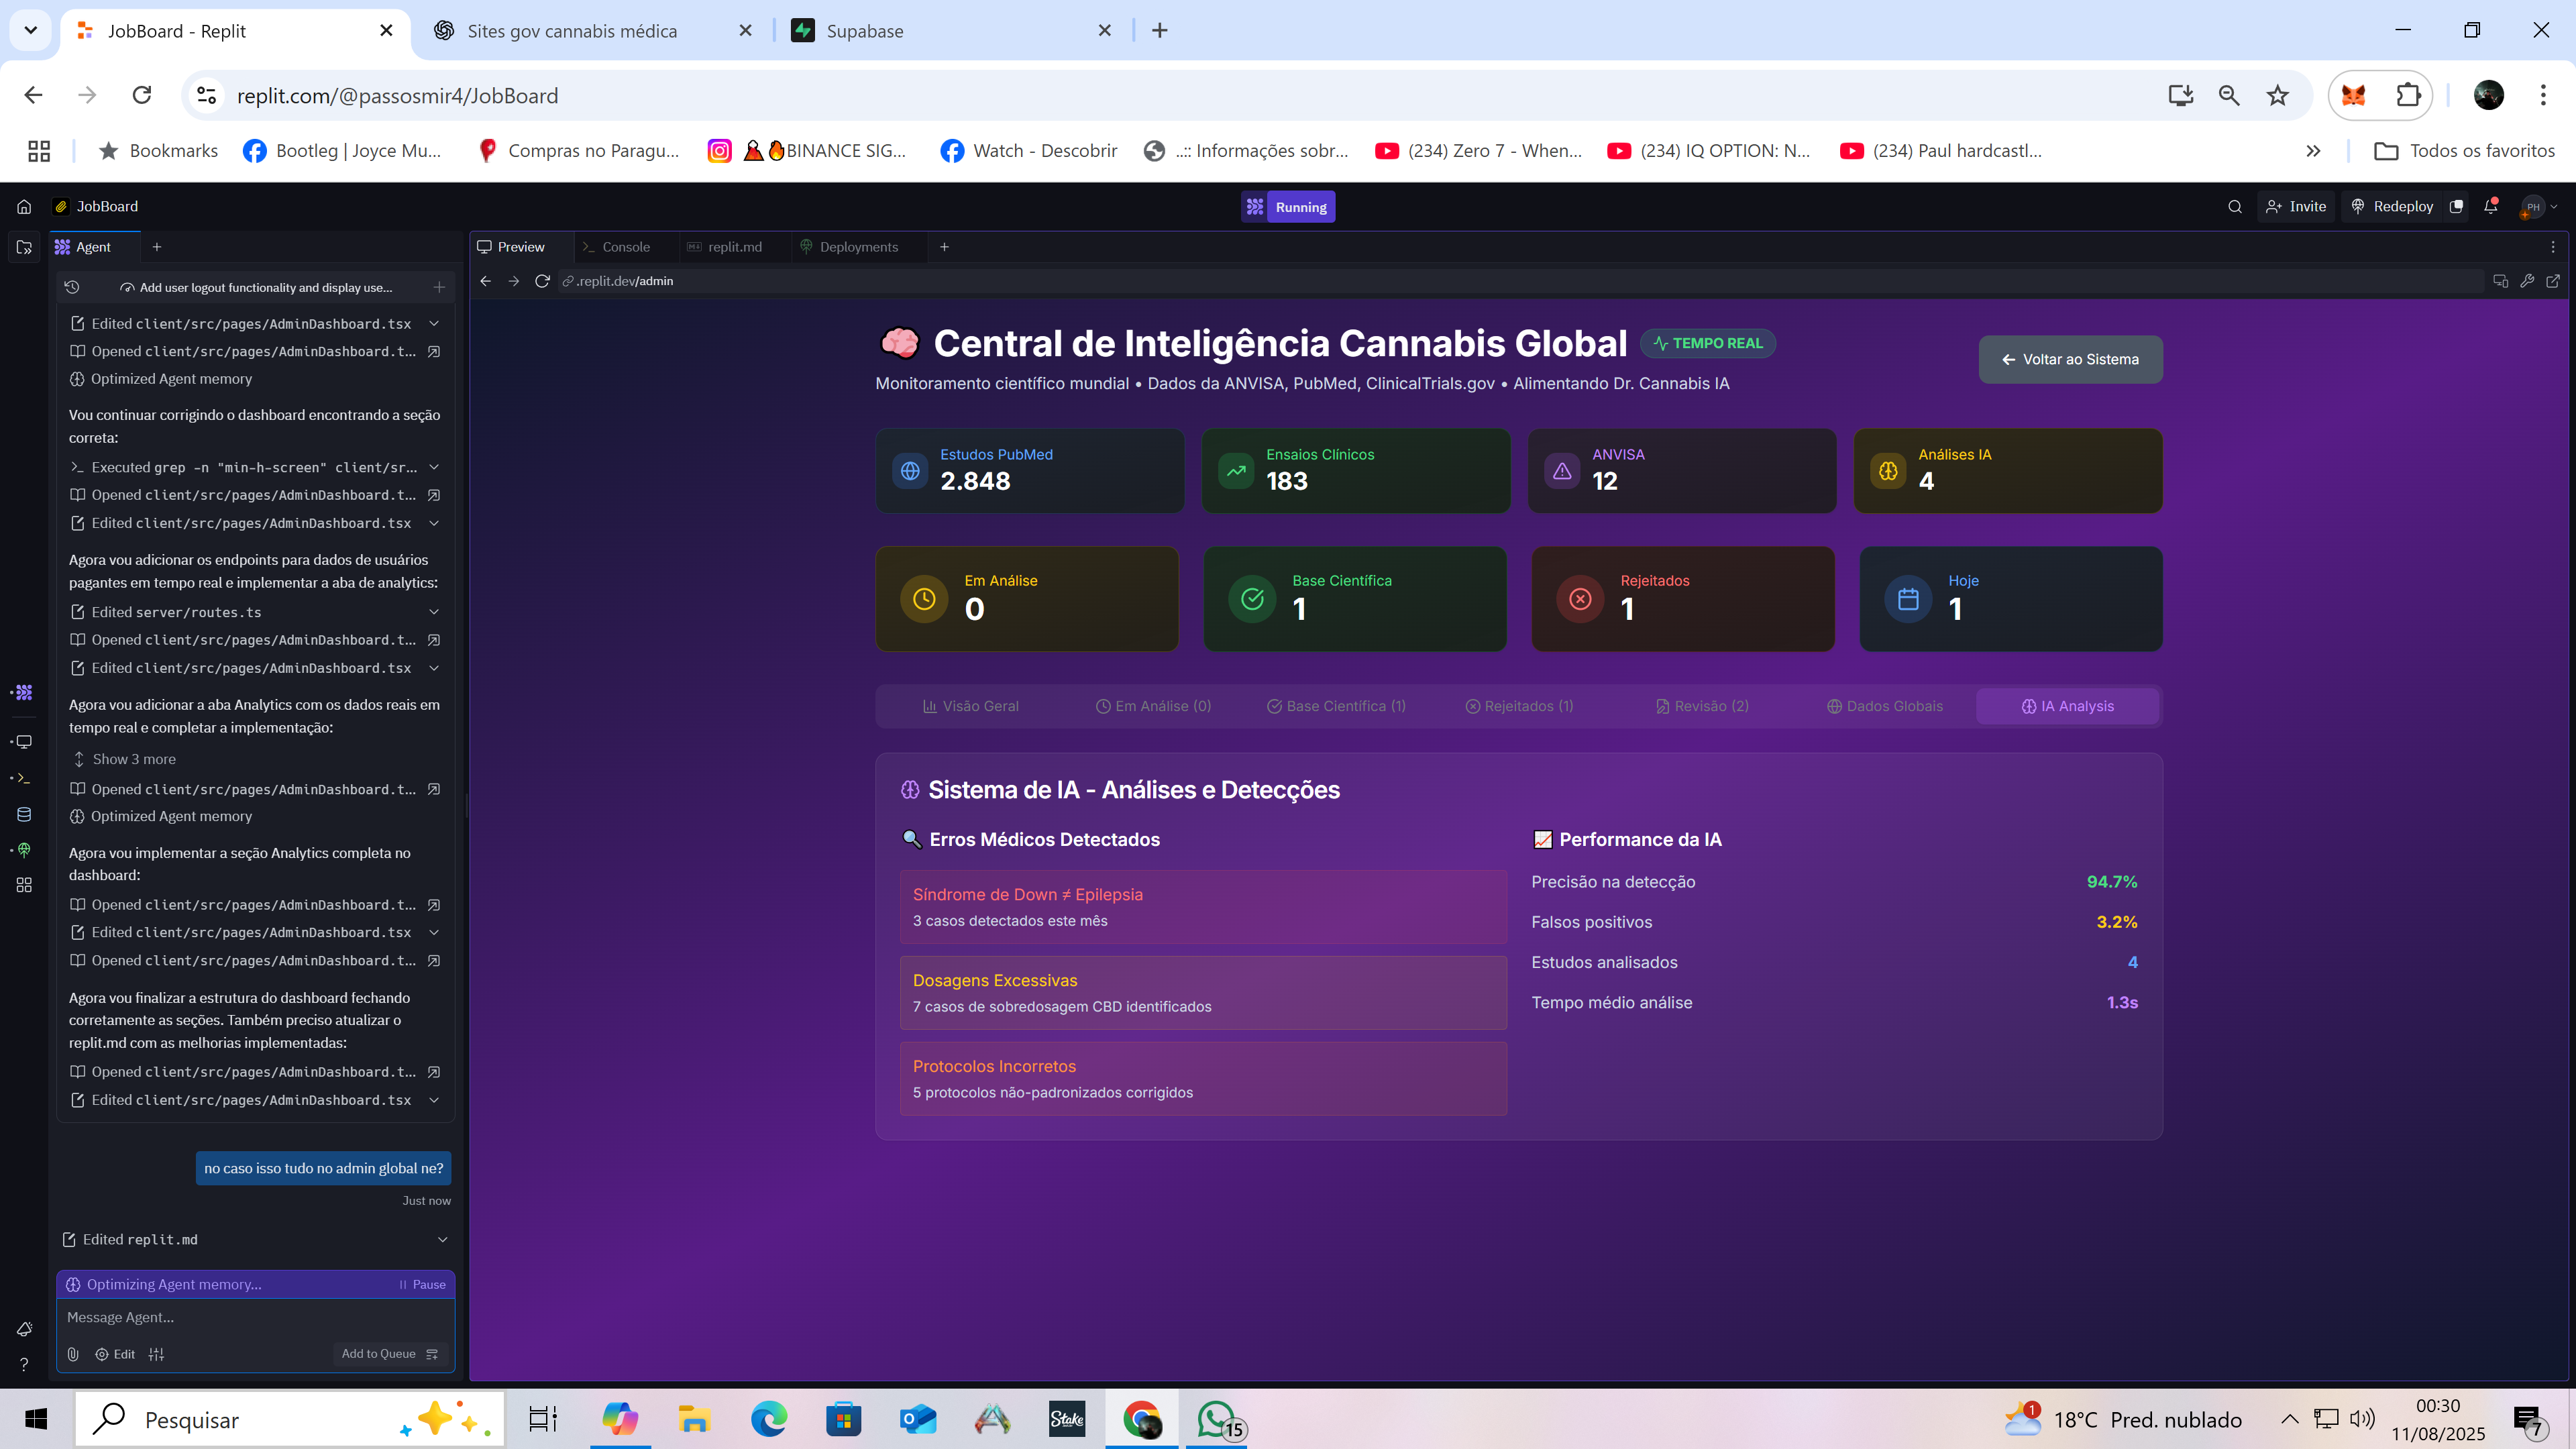 JobBoard - Replit
Sites gov cannabis médica
Supabase
replit.com/@passosmir4/JobBoard
Bookmarks
Bootleg | Joyce Mu...
Compras no Paragu...
BINANCE SIG...
Watch - Descobrir
..:: Informações sobr...
(234) Zero 7 - When...
(234) IQ OPTION: N...
(234) Paul hardcastl...
Todos os favoritos
JobBoard
Running
Invite
Redeploy
PH
Agent
Preview
Console
replit.md
Deployments
Add user logout functionality and display use...
.replit.dev/admin
Edited client/src/pages/AdminDashboard.tsx
Opened client/src/pages/AdminDashboard.t...
Optimized Agent memory
Vou continuar corrigindo o dashboard encontrando a seção
correta:
Executed grep -n "min-h-screen" client/sr...
Opened client/src/pages/AdminDashboard.t...
Edited client/src/pages/AdminDashboard.tsx
Agora vou adicionar os endpoints para dados de usuários
pagantes em tempo real e implementar a aba de analytics:
Edited server/routes.ts
Opened client/src/pages/AdminDashboard.t...
Edited client/src/pages/AdminDashboard.tsx
Agora vou adicionar a aba Analytics com os dados reais em
tempo real e completar a implementação:
Show 3 more
Opened client/src/pages/AdminDashboard.t...
Optimized Agent memory
Agora vou implementar a seção Analytics completa no
dashboard:
Opened client/src/pages/AdminDashboard.t...
Edited client/src/pages/AdminDashboard.tsx
Opened client/src/pages/AdminDashboard.t...
Agora vou finalizar a estrutura do dashboard fechando
corretamente as seções. Também preciso atualizar o
replit.md com as melhorias implementadas:
Opened client/src/pages/AdminDashboard.t...
Edited client/src/pages/AdminDashboard.tsx
no caso isso tudo no admin global ne?
Just now
Edited replit.md
Optimizing Agent memory...
Pause
Message Agent...
Edit
Add to Queue
Central de Inteligência Cannabis Global
TEMPO REAL
Monitoramento científico mundial • Dados da ANVISA, PubMed, ClinicalTrials.gov • Alimentando Dr. Cannabis IA
Voltar ao Sistema
Estudos PubMed
2.848
Ensaios Clínicos
183
ANVISA
12
Análises IA
4
Em Análise
0
Base Científica
1
Rejeitados
1
Hoje
1
Visão Geral
Em Análise (0)
Base Científica (1)
Rejeitados (1)
Revisão (2)
Dados Globais
IA Analysis
Sistema de IA - Análises e Detecções
Erros Médicos Detectados
Síndrome de Down ≠ Epilepsia
3 casos detectados este mês
Dosagens Excessivas
7 casos de sobredosagem CBD identificados
Protocolos Incorretos
5 protocolos não-padronizados corrigidos
Performance da IA
Precisão na detecção 94.7%
Falsos positivos 3.2%
Estudos analisados 4
Tempo médio análise 1.3s
Pesquisar
Stake
15
1
18°C Pred. nublado
00:30
11/08/2025
7